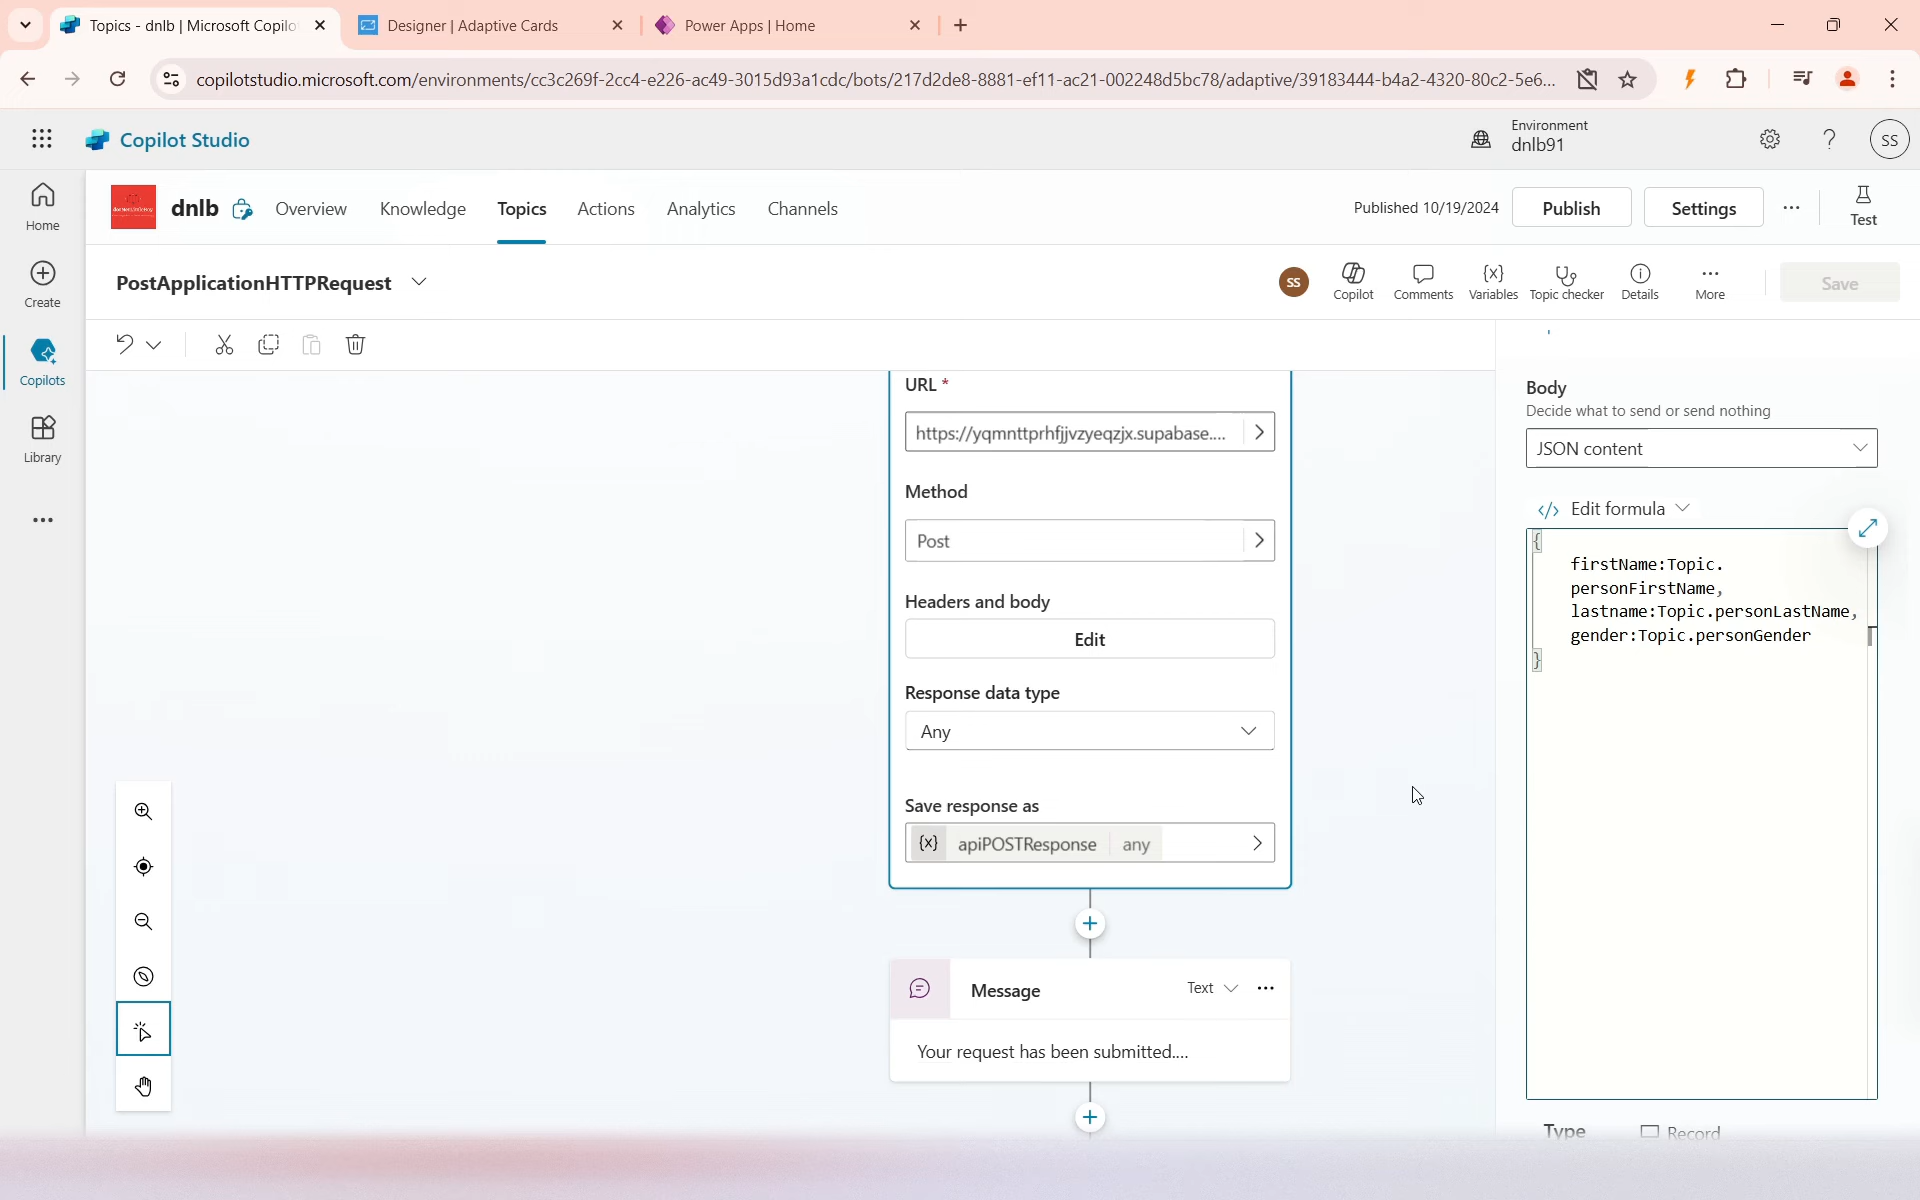 Topics - dnlb | Microsoft Copilo
Designer | Adaptive Cards
Power Apps | Home
copilotstudio.microsoft.com/environments/cc3c269f-2cc4-e226-ac49-3015d93a1cdc/bots/217d2de8-8881-ef11-ac21-002248d5bc78/adaptive/39183444-b4a2-4320-80c2-5e6...
Copilot Studio
Environment
dnlb91
SS
dnlb
Overview
Knowledge
Topics
Actions
Analytics
Channels
Published 10/19/2024
Publish
Settings
Test
Home
Create
Copilots
Library
PostApplicationHTTPRequest
SS
Copilot
Comments
{x}
Variables
Topic checker
Details
More
Save
URL *
https://yqmnttprhfjjvzyeqzjx.supabase....
Method
Post
Headers and body
Edit
Response data type
Any
Save response as
{x} apiPOSTResponse any
Message
Text
Your request has been submitted....
Body
Decide what to send or send nothing
JSON content
</> Edit formula
{
firstName:Topic.
personFirstName,
lastname:Topic.personLastName,
gender:Topic.personGender
}
Type
Record